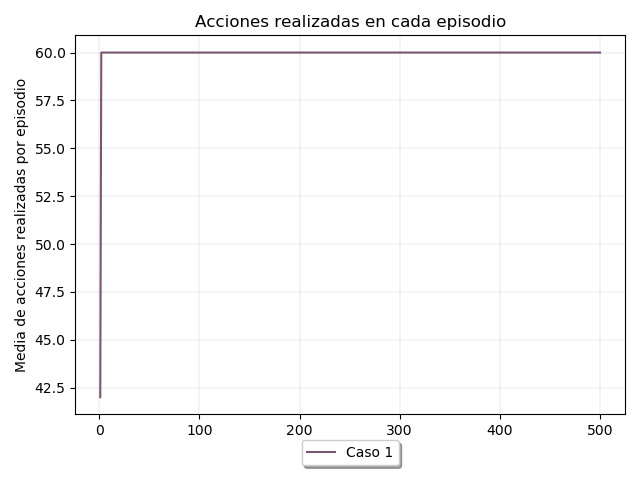 Acciones realizadas en cada episodio
Media de acciones realizadas por episodio
60.0
57.5
55.0
52.5
50.0
47.5
45.0
42.5
0 100 200 300 400 500
Caso 1